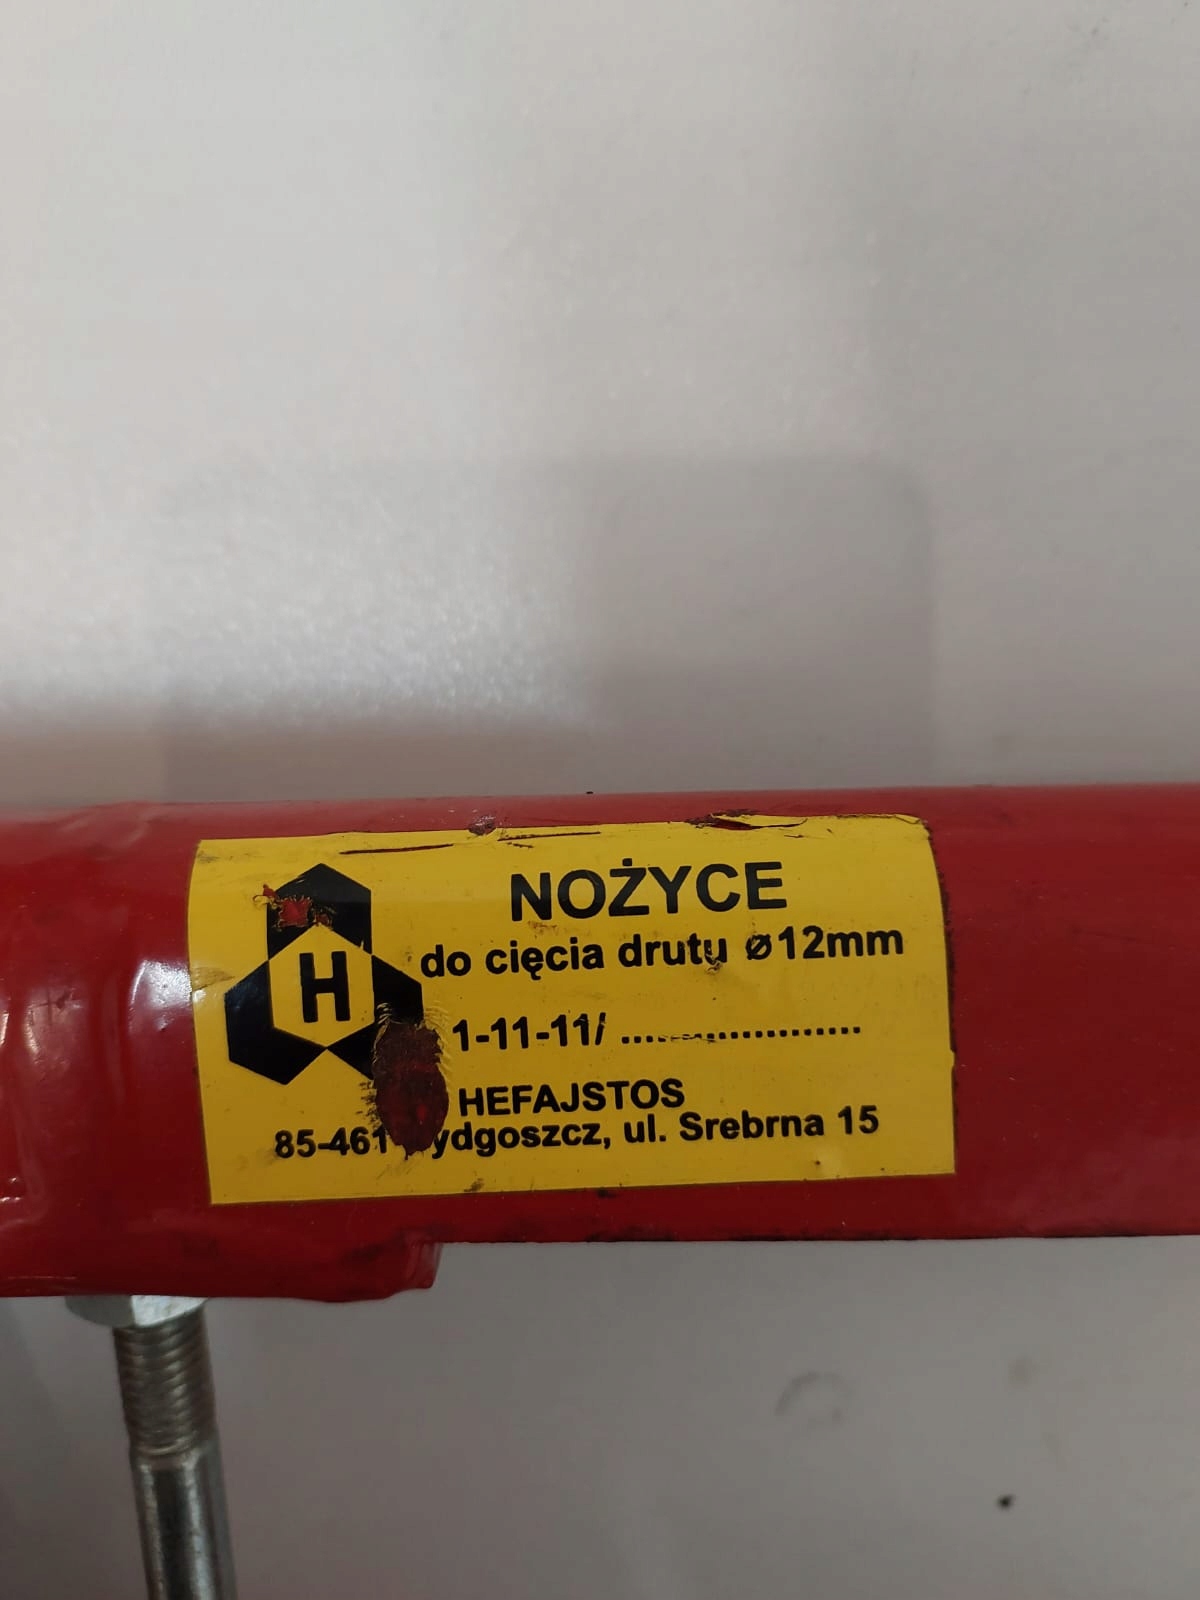 NOŻYCE
do cięcia drutu ø12mm
H
1-11-11/ ....................
HEFAJSTOS
85-461 ydgoszcz, ul. Srebrna 15